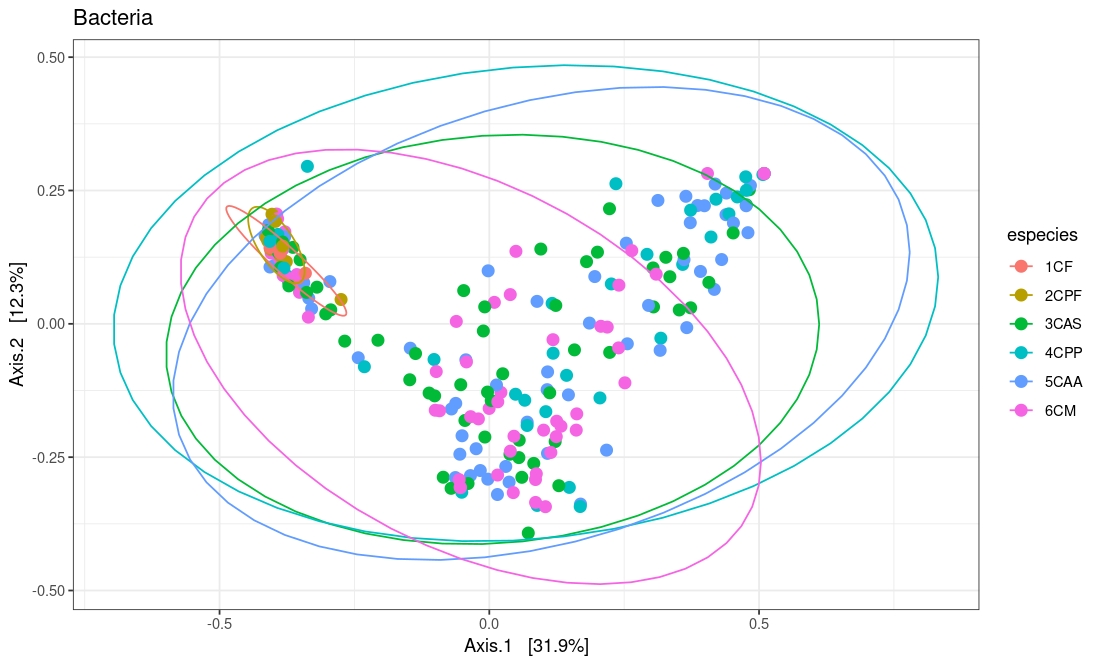 Bacteria
0.50
0.25
0.00
-0.25
-0.50
Axis.2 [12.3%]
-0.5
0.0
0.5
Axis.1 [31.9%]
especies
1CF
2CPF
3CAS
4CPP
5CAA
6CM